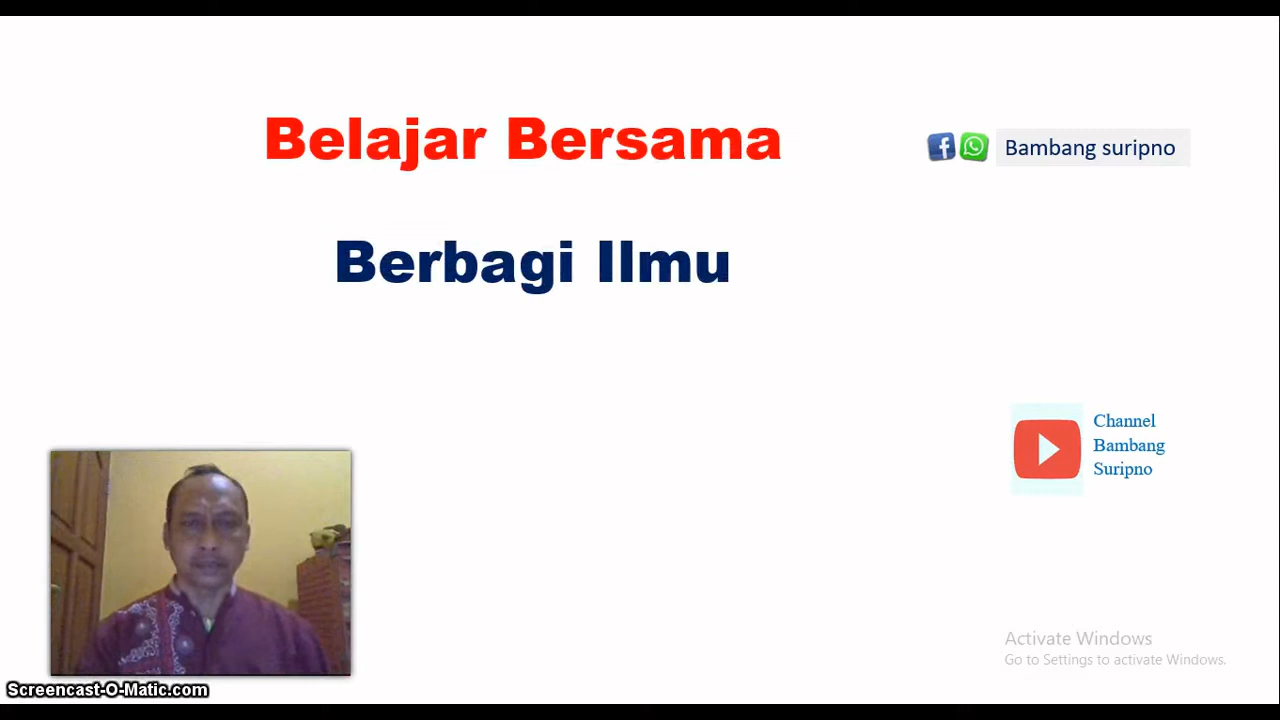 Belajar Bersama
Bambang suripno
Berbagi Ilmu
Channel
Bambang
Suripno
Activate Windows
Go to Settings to activate Windows.
Screencast-O-Matic.com